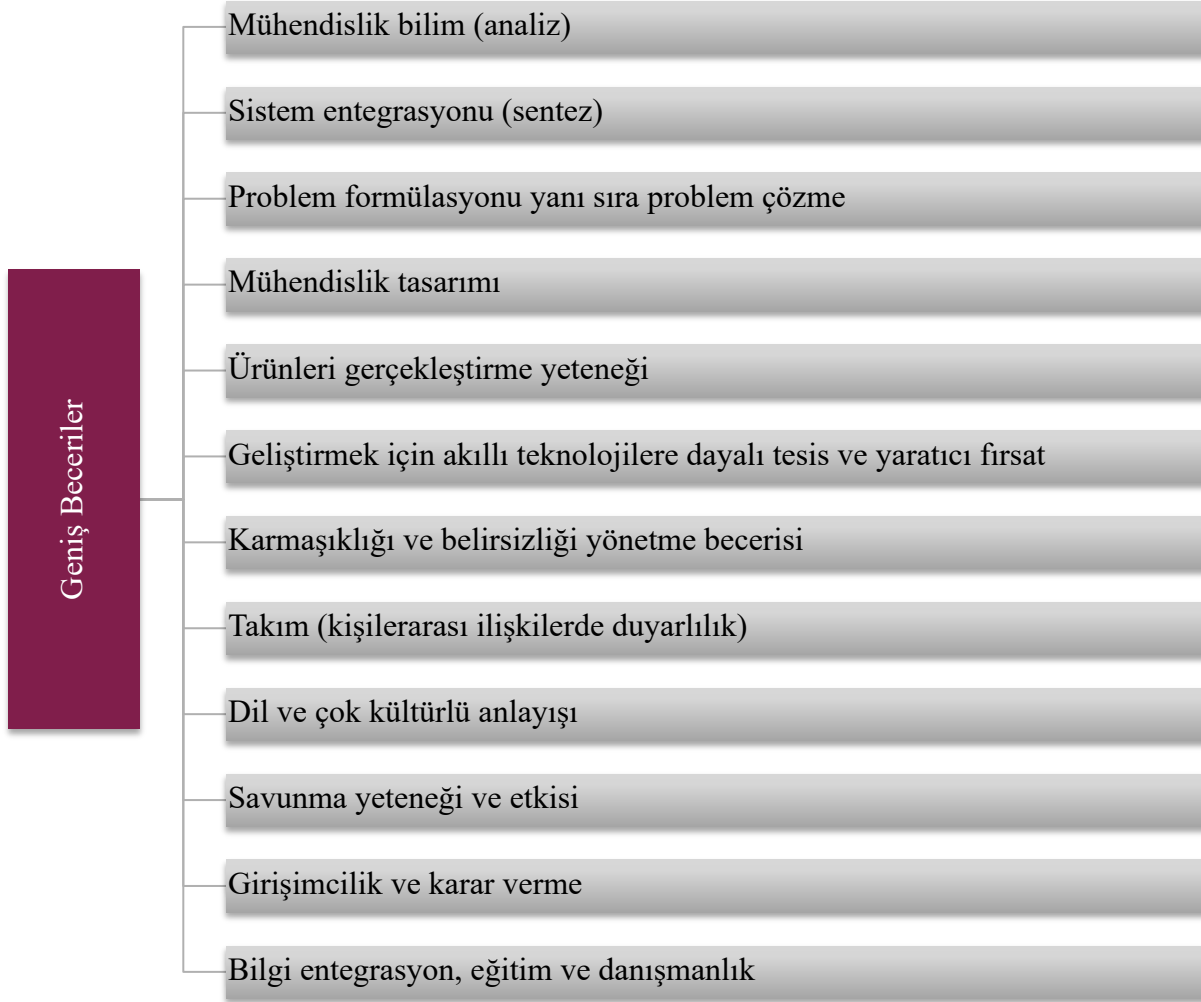 Geniş Beceriler
Mühendislik bilim (analiz)
Sistem entegrasyonu (sentez)
Problem formülasyonu yanı sıra problem çözme
Mühendislik tasarımı
Ürünleri gerçekleştirme yeteneği
Geliştirmek için akıllı teknolojilere dayalı tesis ve yaratıcı fırsat
Karmaşıklığı ve belirsizliği yönetme becerisi
Takım (kişilerarası ilişkilerde duyarlılık)
Dil ve çok kültürlü anlayışı
Savunma yeteneği ve etkisi
Girişimcilik ve karar verme
Bilgi entegrasyon, eğitim ve danışmanlık